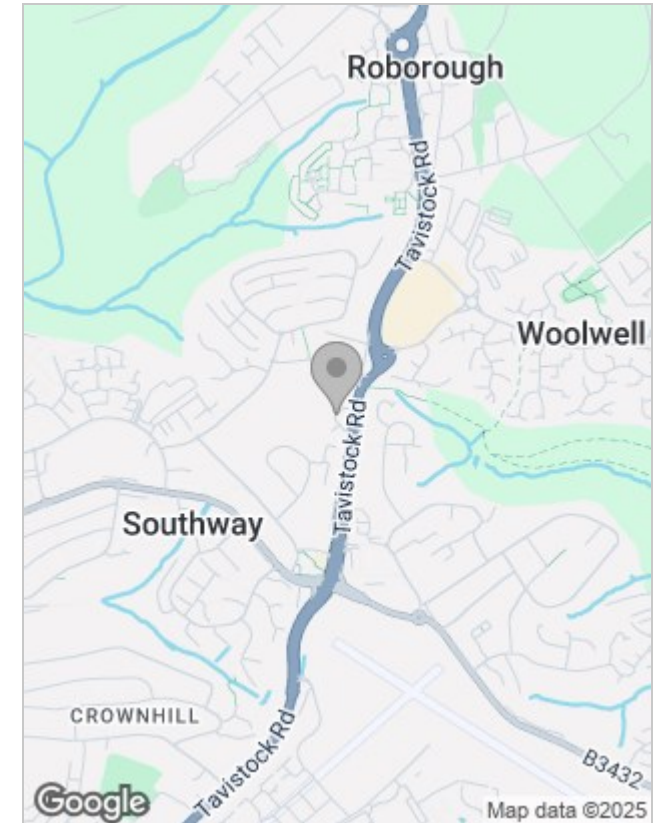 Roborough
Tavistock Rd
Woolwell
Tavistock Rd
Southway
CROWNHILL
Tavistock Rd
B3432
Google
Map data ©2025